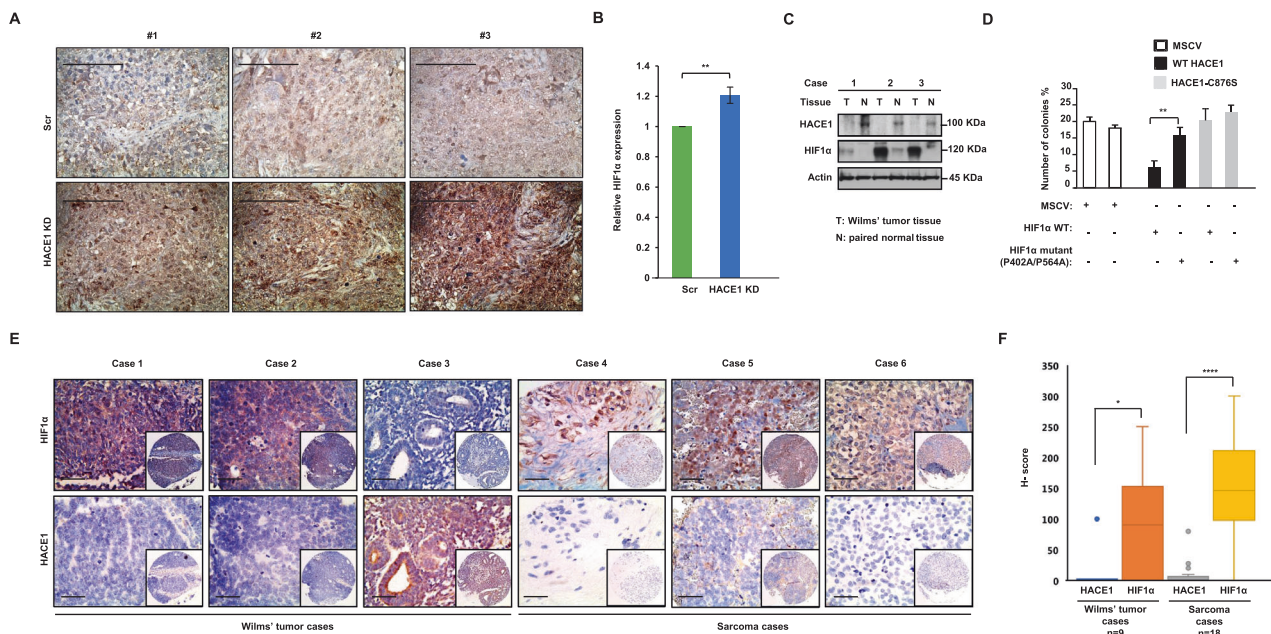 A
#1
#2
#3
Scr
HACE1 KD
B
Relative HIF1α expression
1.4
1.2
1
0.8
0.6
0.4
0.2
0
**
Scr
HACE1 KD
C
Case 1 2 3
Tissue T N T N T N
HACE1
100 KDa
HIF1α
120 KDa
Actin
45 KDa
T: Wilms' tumor tissue
N: paired normal tissue
D
MSCV
WT HACE1
HACE1-C876S
Number of colonies %
25
20
15
10
5
0
**
MSCV: + + - - - -
HIF1α WT: - - + - + -
HIF1α mutant
(P402A/P564A): - - - + - +
E
Case 1
Case 2
Case 3
Case 4
Case 5
Case 6
HIF1α
HACE1
Wilms' tumor cases
Sarcoma cases
F
H- score
350
300
250
200
150
100
50
0
*
****
HACE1 HIF1α HACE1 HIF1α
Wilms' tumor
cases
n=9
Sarcoma
cases
n=18